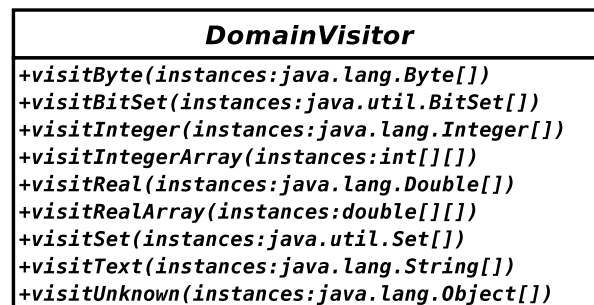 DomainVisitor
+visitByte(instances:java.lang.Byte[])
+visitBitSet(instances:java.util.BitSet[])
+visitInteger(instances:java.lang.Integer[])
+visitIntegerArray(instances:int[][])
+visitReal(instances:java.lang.Double[])
+visitRealArray(instances:double[][])
+visitSet(instances:java.util.Set[])
+visitText(instances:java.lang.String[])
+visitUnknown(instances:java.lang.Object[])